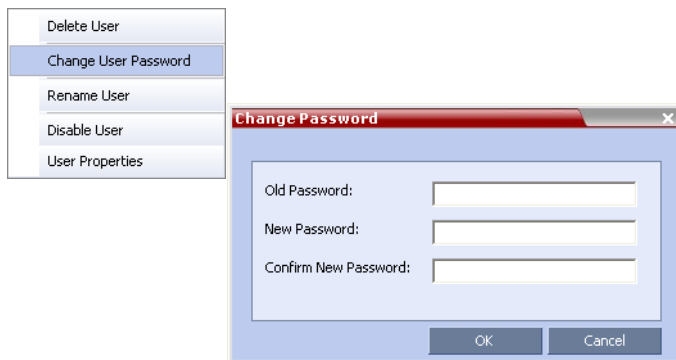 Delete User
Change User Password
Rename User
Disable User
User Properties
Change Password
Old Password:
New Password:
Confirm New Password:
OK
Cancel